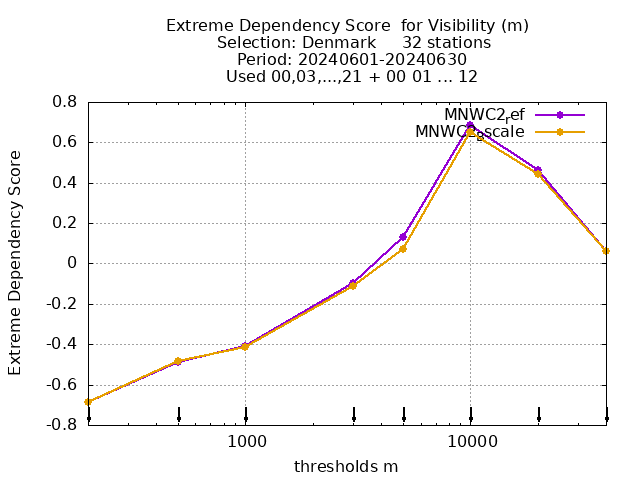 Extreme Dependency Score  for Visibility (m)
Selection: Denmark     32 stations
Period: 20240601-20240630
Used 00,03,...,21 + 00 01 ... 12
MNWC2ref
MNWC2gscale
0.8
0.6
0.4
0.2
0
-0.2
-0.4
-0.6
-0.8
Extreme Dependency Score
1000
10000
thresholds m